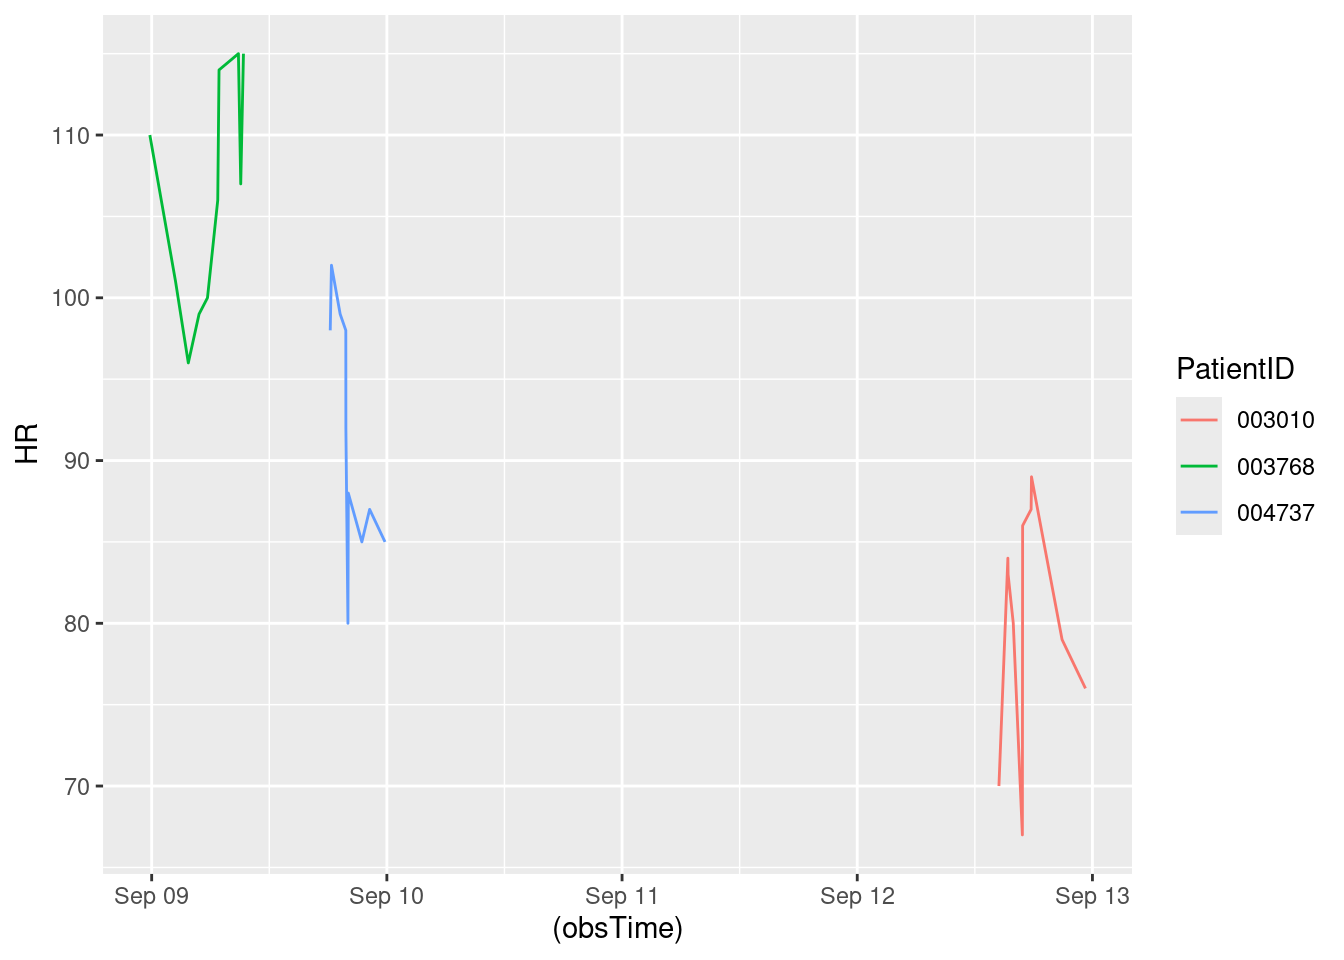 110
100
90
80
70
HR
Sep 09
Sep 10
Sep 11
Sep 12
Sep 13
(obsTime)
PatientID
003010
003768
004737